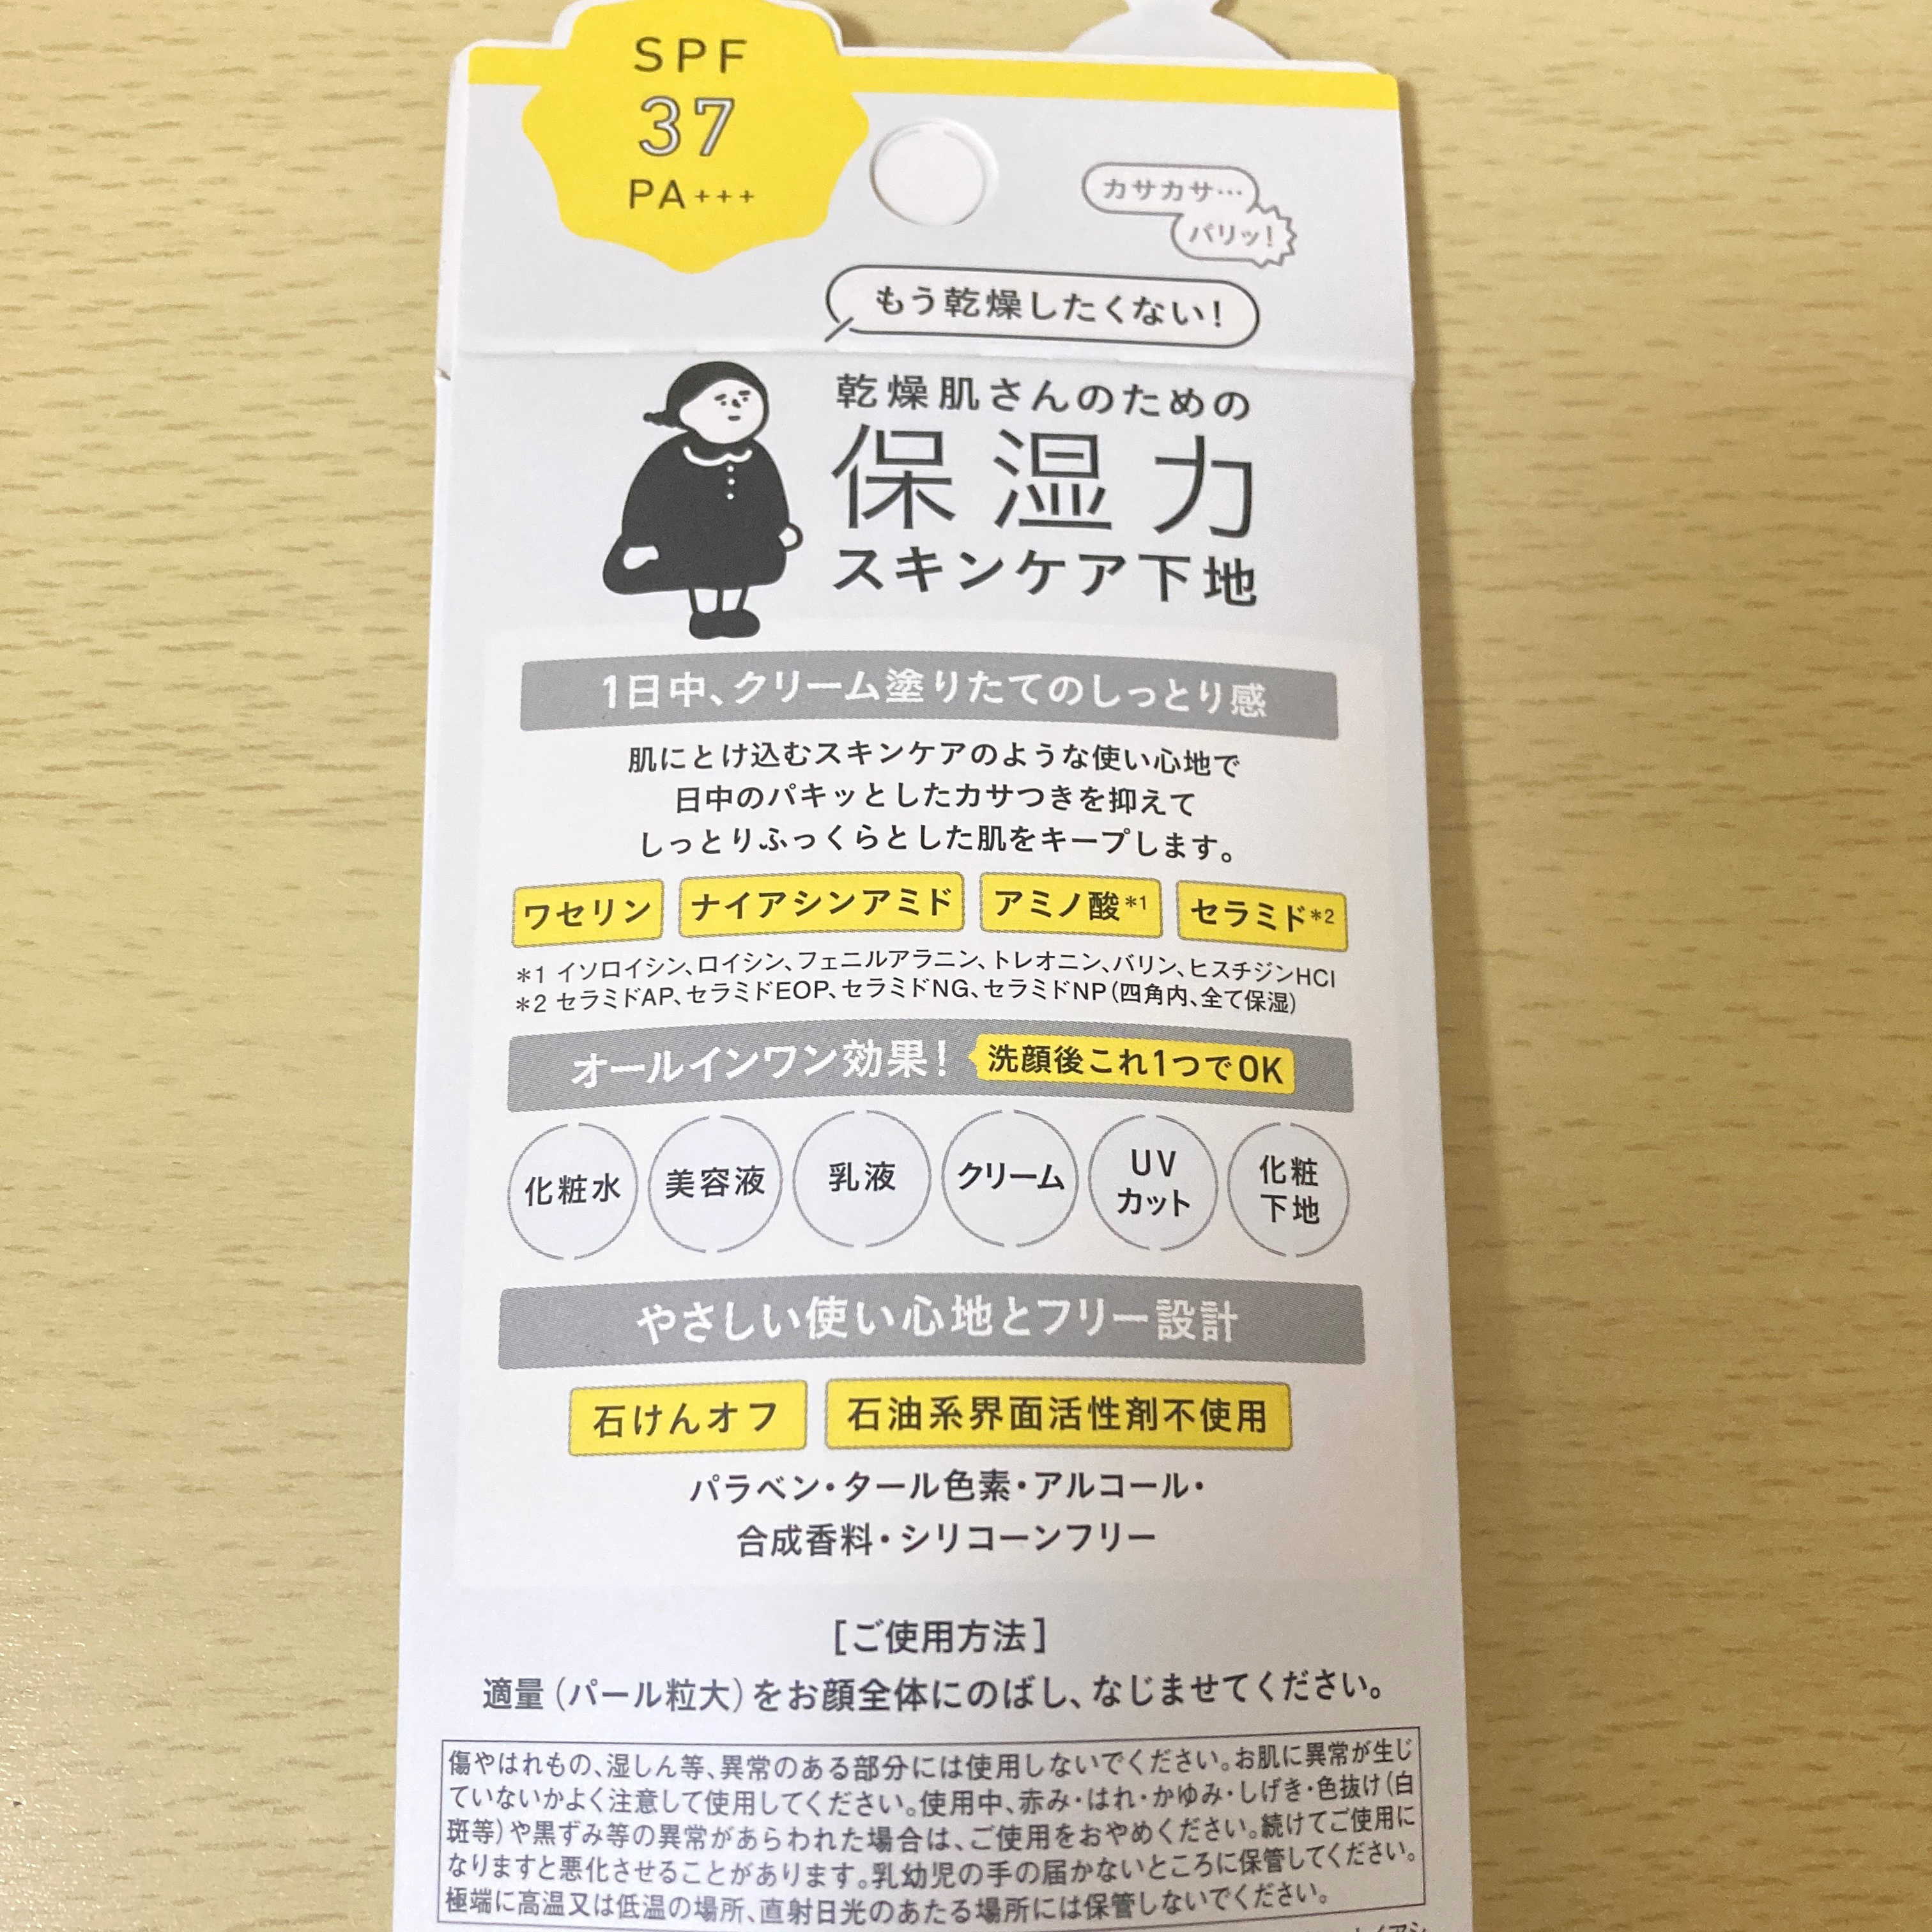 SPF
37
PA+++
カサカサ…
パリッ!
もう乾燥したくない!
乾燥肌さんのための
保湿力
スキンケア下地
1日中、クリーム塗りたてのしっとり感
肌にとけ込むスキンケアのような使い心地で
日中のパキッとしたカサつきを抑えて
しっとりふっくらとした肌をキープします。
ワセリン ナイアシンアミド アミノ酸*1 セラミド*2
*1 イソロイシン、ロイシン、フェニルアラニン、トレオニン、バリン、ヒスチジンHCl
*2 セラミドAP、セラミドEOP、セラミドNG、セラミドNP(四角内、全て保湿)
オールインワン効果! 洗顔後これ1つでOK
化粧水 美容液 乳液 クリーム UV
カット 化粧
下地
やさしい使い心地とフリー設計
石けんオフ 石油系界面活性剤不使用
パラベン・タール色素・アルコール・
合成香料・シリコーンフリー
[ご使用方法]
適量(パール粒大)をお顔全体にのばし、なじませてください。
傷やはれもの、湿しん等、異常のある部分には使用しないでください。お肌に異常が生じ
ていないかよく注意して使用してください。使用中、赤み・はれ・かゆみ・しげき・色抜け(白
斑等)や黒ずみ等の異常があらわれた場合は、ご使用をおやめください。続けてご使用に
なりますと悪化させることがあります。乳幼児の手の届かないところに保管してください。
極端に高温又は低温の場所、直射日光のあたる場所には保管しないでください。